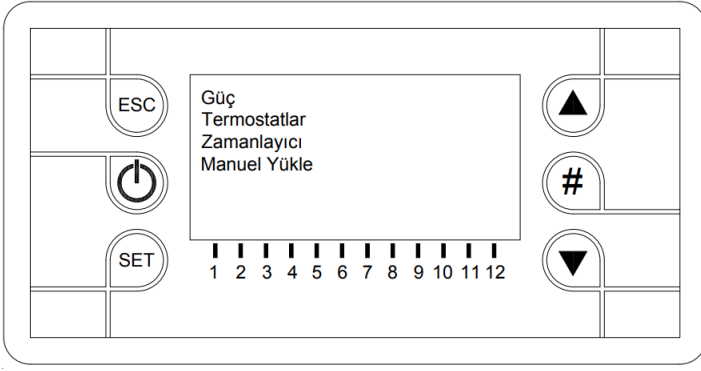 ESC
Güç
Termostatlar
Zamanlayıcı
Manuel Yükle
#
SET
1 2 3 4 5 6 7 8 9 10 11 12